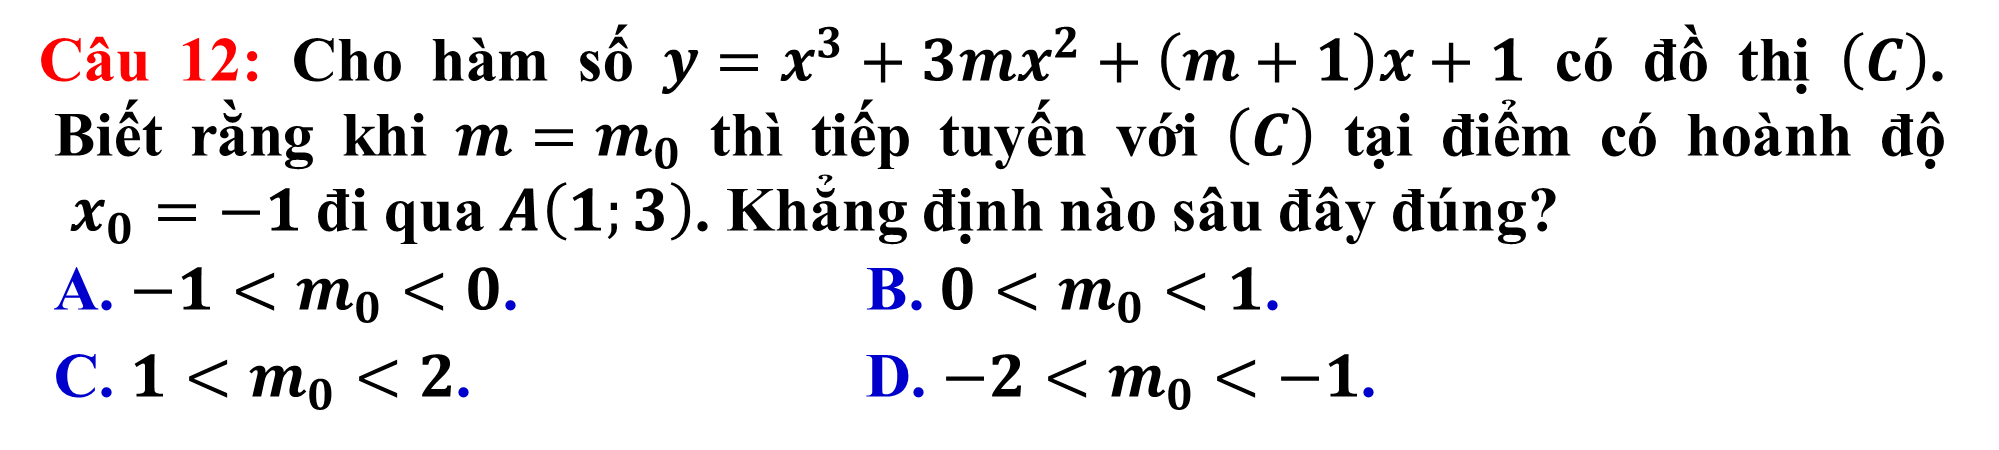 Câu 12: Cho hàm số y = x³ + 3mx² + (m + 1)x + 1 có đồ thị (C).
Biết rằng khi m = m₀ thì tiếp tuyến với (C) tại điểm có hoành độ
x₀ = −1 đi qua A(1; 3). Khẳng định nào sâu đây đúng?
A. −1 < m₀ < 0. B. 0 < m₀ < 1.
C. 1 < m₀ < 2. D. −2 < m₀ < −1.